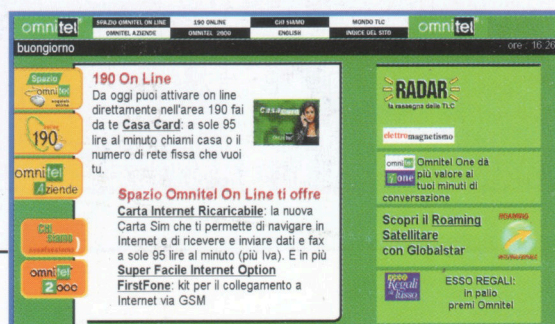 omnitel
SPAZIO OMNITEL ON LINE
190 ONLINE
CHI SIAMO
MONDO TLC
OMNITEL AZIENDE
OMNITEL 2000
ENGLISH
INDICE DEL SITO
omnitel
buongiorno
ore : 16:26
Spazio
omnitel
190
omnitel
Aziende
Chi
Siamo
omnitel
2000
190 On Line
Da oggi puoi attivare on line
direttamente nell'area 190 fai
da te Casa Card: a sole 95
lire al minuto chiami casa o il
numero di rete fissa che vuoi
tu.
Spazio Omnitel On Line ti offre
Carta Internet Ricaricabile: la nuova
Carta Sim che ti permette di navigare in
Internet e di ricevere e inviare dati e fax
a sole 95 lire al minuto (più Iva). E in più
Super Facile Internet Option
FirstFone: kit per il collegamento a
Internet via GSM
RADAR
la rassegna delle TLC
elettromagnetismo
omnitel
one
Omnitel One dà
più valore ai
tuoi minuti di
conversazione
Scopri il Roaming
Satellitare
con Globalstar
ROAMING
ESSO
Regali
di lusso
ESSO REGALI:
in palio
premi Omnitel